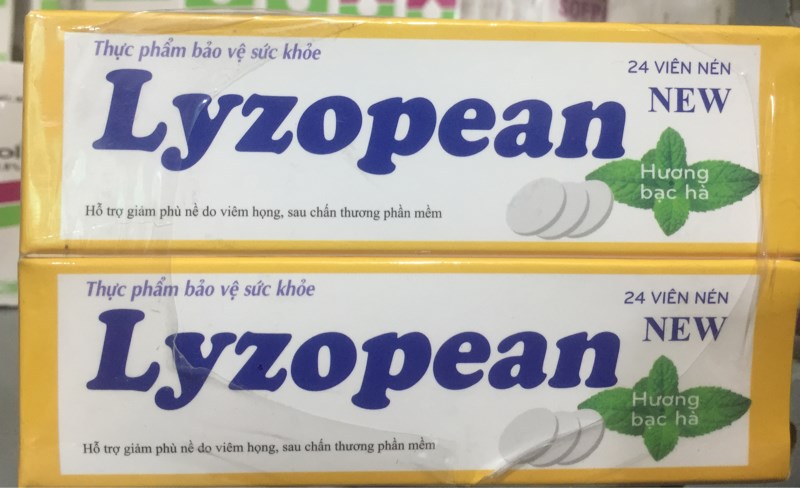 Thực phẩm bảo vệ sức khỏe
24 VIÊN NÉN
Lyzopean
NEW
Hương
bạc hà
Hỗ trợ giảm phù nề do viêm họng, sau chấn thương phần mềm
Thực phẩm bảo vệ sức khỏe
24 VIÊN NÉN
Lyzopean
NEW
Hương
bạc hà
Hỗ trợ giảm phù nề do viêm họng, sau chấn thương phần mềm